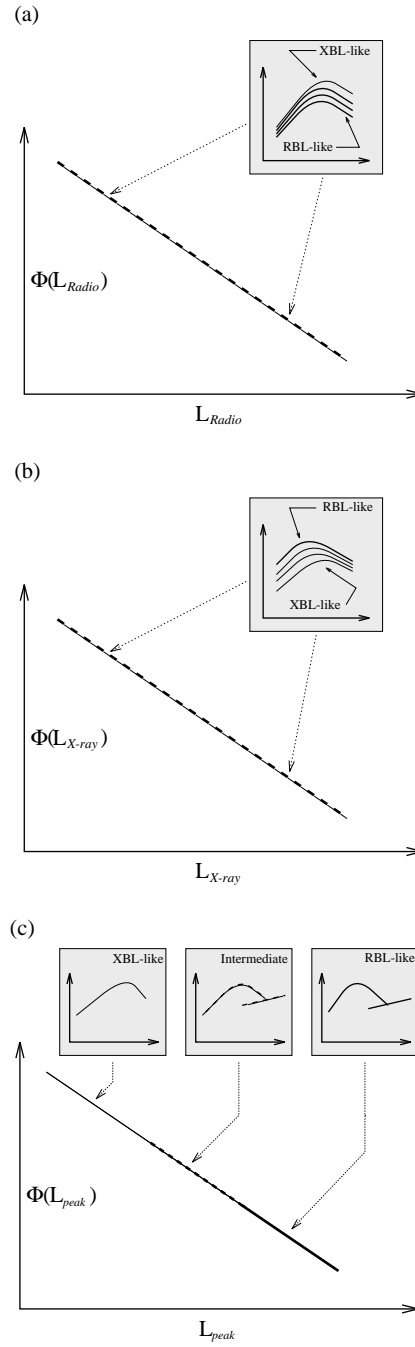 (a)
XBL-like
RBL-like
Φ(L_Radio)
L_Radio
(b)
RBL-like
XBL-like
Φ(L_X-ray)
L_X-ray
(c)
XBL-like
Intermediate
RBL-like
Φ(L_peak)
L_peak